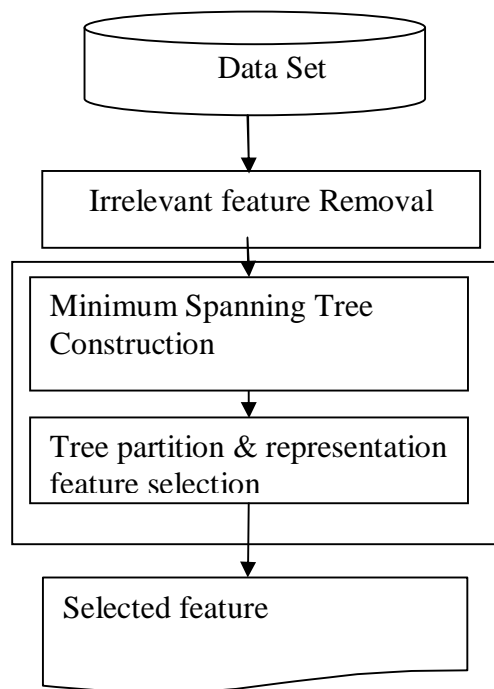 Data Set
Irrelevant feature Removal
Minimum Spanning Tree
Construction
Tree partition & representation
feature selection
Selected feature